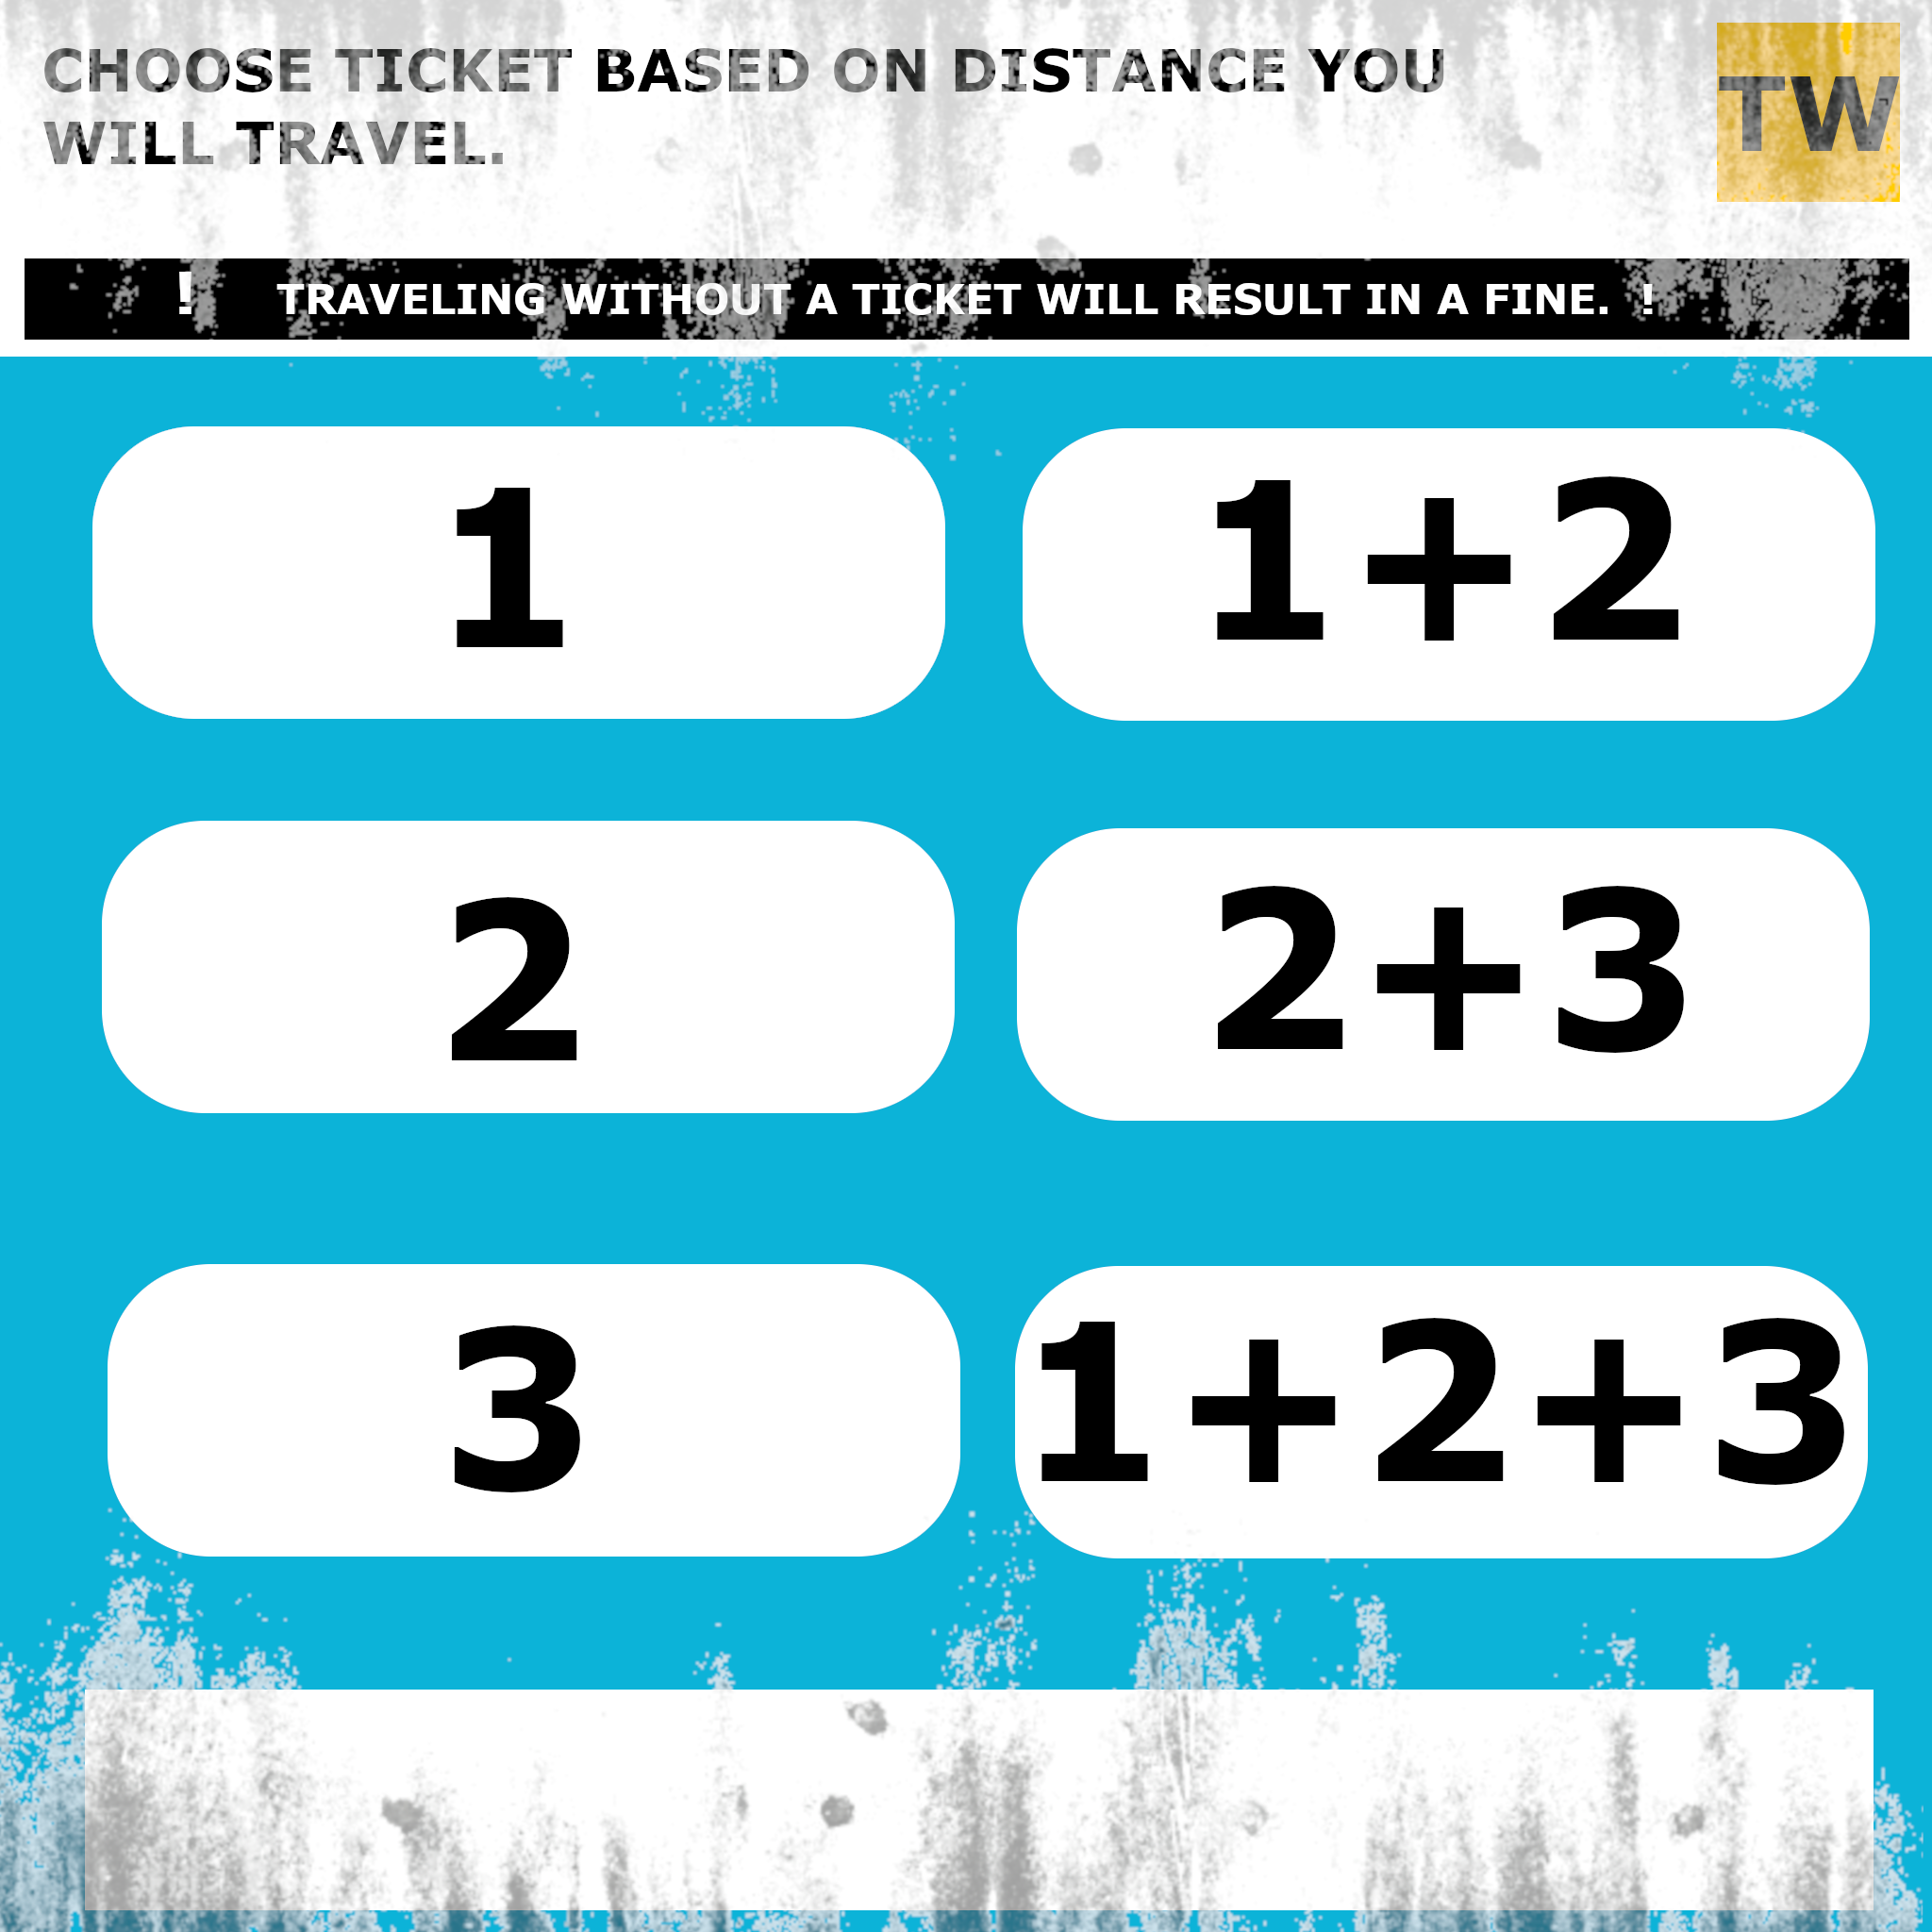 CHOOSE TICKET BASED ON DISTANCE YOU
WILL TRAVEL.
TW
! TRAVELING WITHOUT A TICKET WILL RESULT IN A FINE. !
1
1+2
2
2+3
3
1+2+3